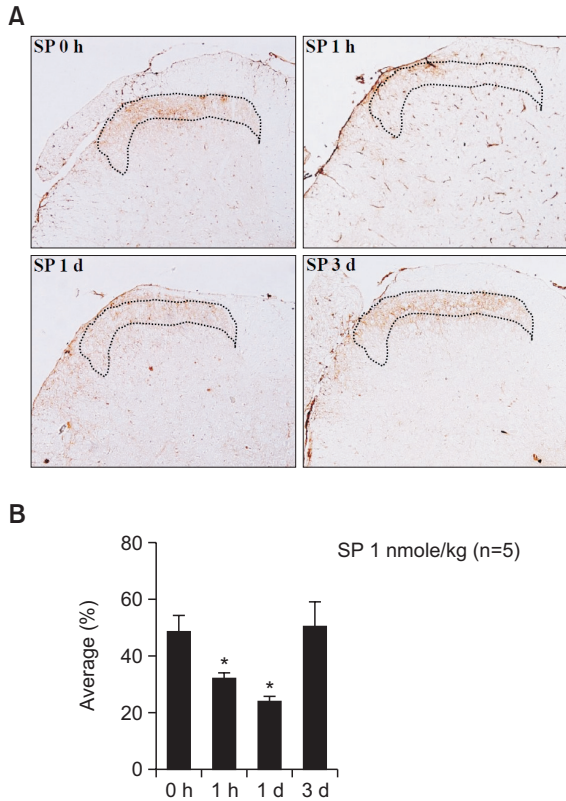 A
SP 0 h
SP 1 h
SP 1 d
SP 3 d
B
SP 1 nmole/kg (n=5)
Average (%)
80
60
40
20
0
*
*
0 h 1 h 1 d 3 d